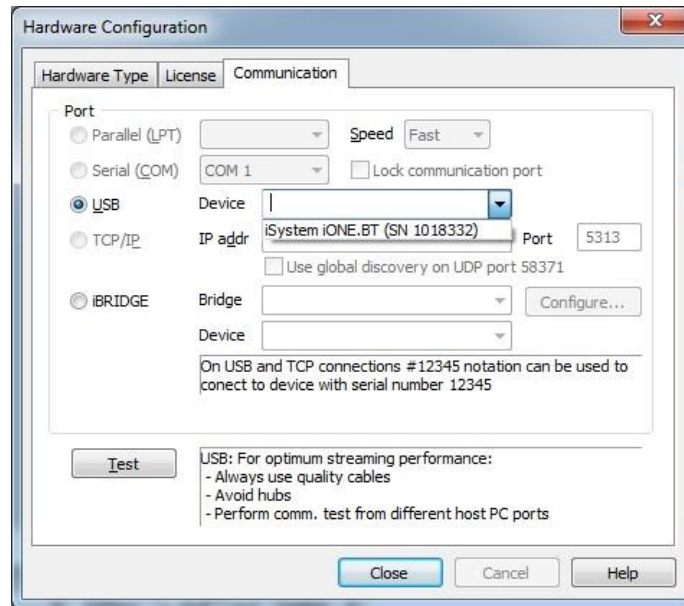 Hardware Configuration
Hardware Type License Communication
Port
Parallel (LPT) Speed Fast
Serial (COM) COM 1 Lock communication port
USB Device
iSystem iONE.BT (SN 1018332)
TCP/IP IP addr Port 5313
Use global discovery on UDP port 58371
iBRIDGE Bridge Configure...
Device
On USB and TCP connections #12345 notation can be used to
conect to device with serial number 12345
Test
USB: For optimum streaming performance:
- Always use quality cables
- Avoid hubs
- Perform comm. test from different host PC ports
Close Cancel Help